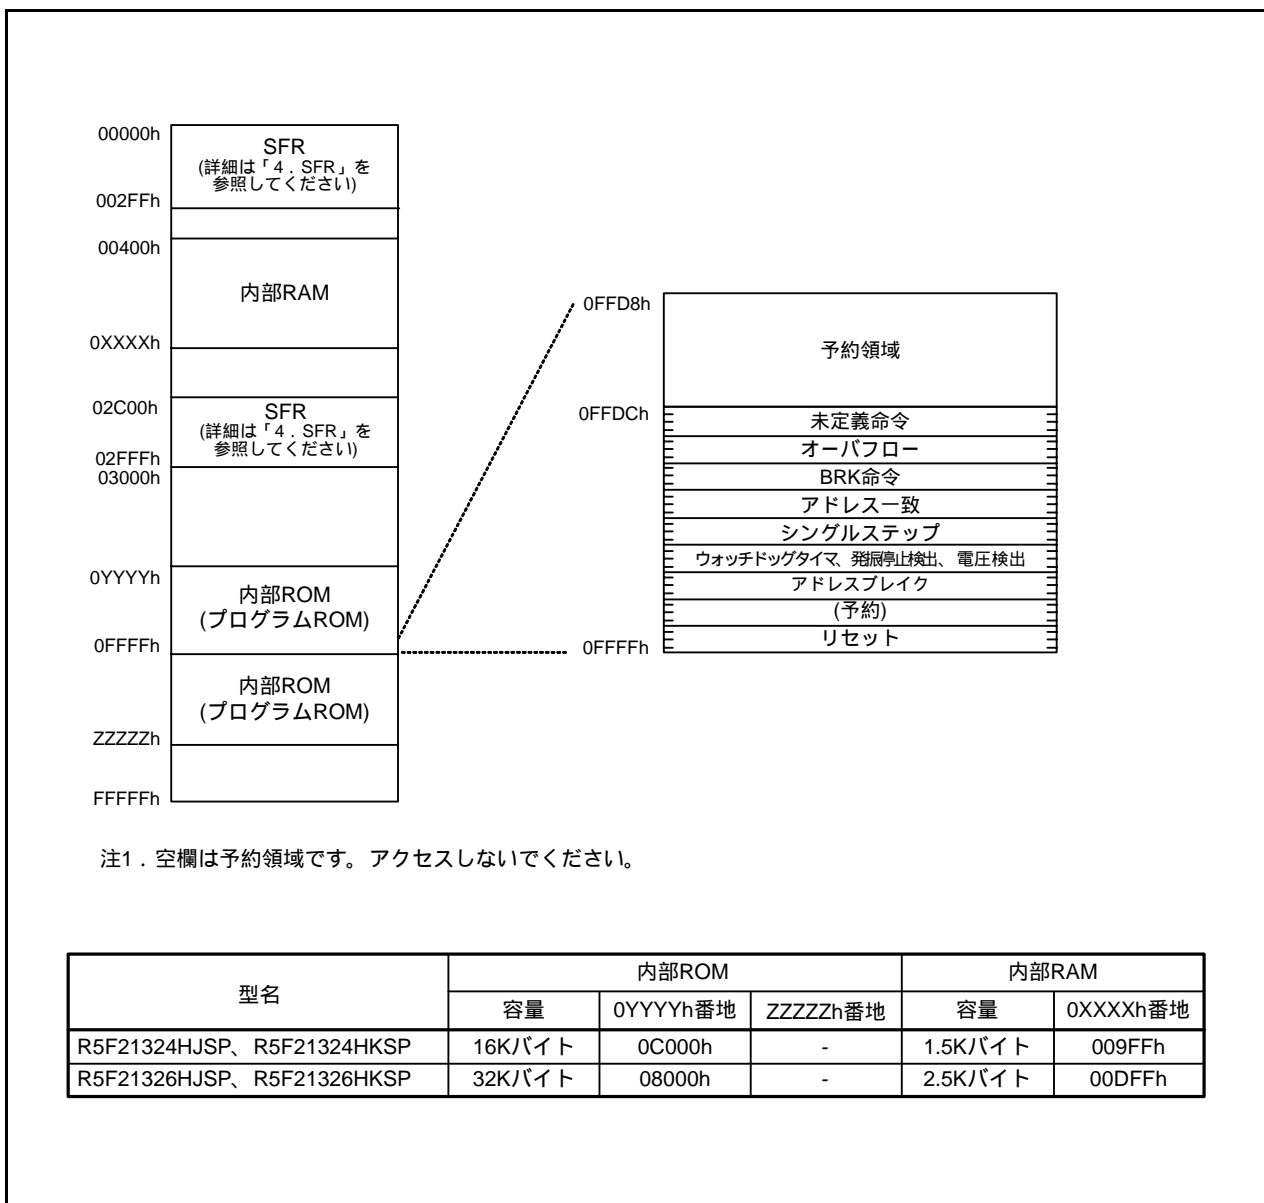 00000h
SFR
(詳細は「4．SFR」を
参照してください)
002FFh
00400h
内部RAM
0XXXXh
02C00h
SFR
(詳細は「4．SFR」を
参照してください)
02FFFh
03000h
0YYYYh
内部ROM
(プログラムROM)
0FFFFh
内部ROM
(プログラムROM)
ZZZZZh
FFFFFh
0FFD8h
予約領域
0FFDCh
未定義命令
オーバフロー
BRK命令
アドレス一致
シングルステップ
ウォッチドッグタイマ、発振停止検出、電圧検出
アドレスブレイク
(予約)
リセット
0FFFFh
注1．空欄は予約領域です。アクセスしないでください。
型名 内部ROM 内部RAM
容量 0YYYYh番地 ZZZZZh番地 容量 0XXXXh番地
R5F21324HJSP、R5F21324HKSP 16Kバイト 0C000h - 1.5Kバイト 009FFh
R5F21326HJSP、R5F21326HKSP 32Kバイト 08000h - 2.5Kバイト 00DFFh